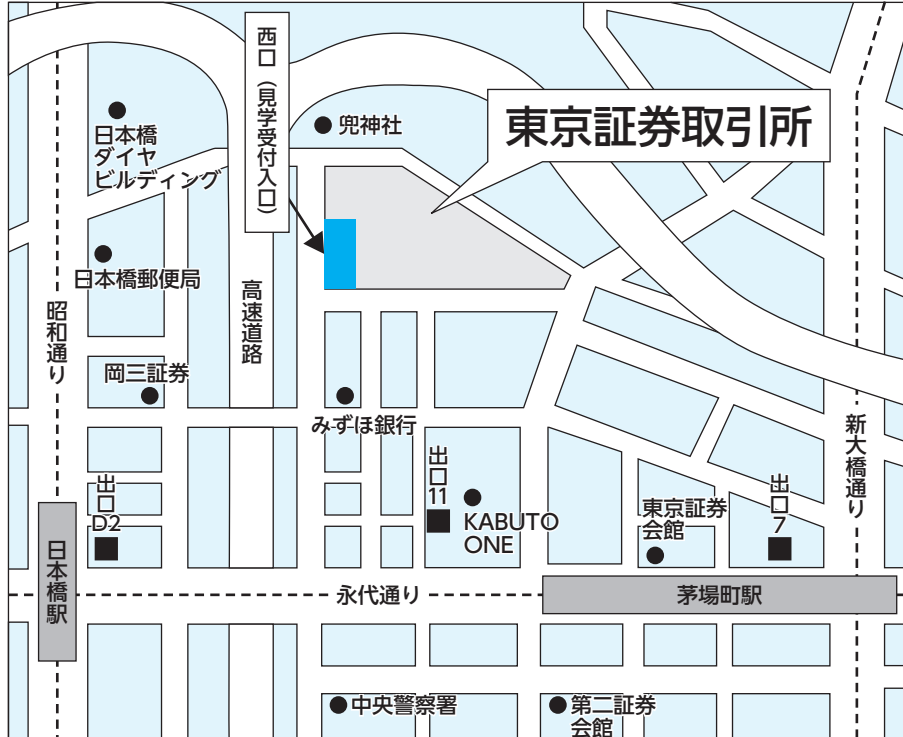 西口（見学受付入口）
東京証券取引所
日本橋
ダイヤ
ビルディング
兜神社
日本橋郵便局
高速道路
昭和通り
岡三証券
みずほ銀行
新大橋通り
出口11
出口
D2
KABUTO
ONE
東京証券
会館
出口7
日本橋駅
永代通り
茅場町駅
中央警察署
第二証券
会館